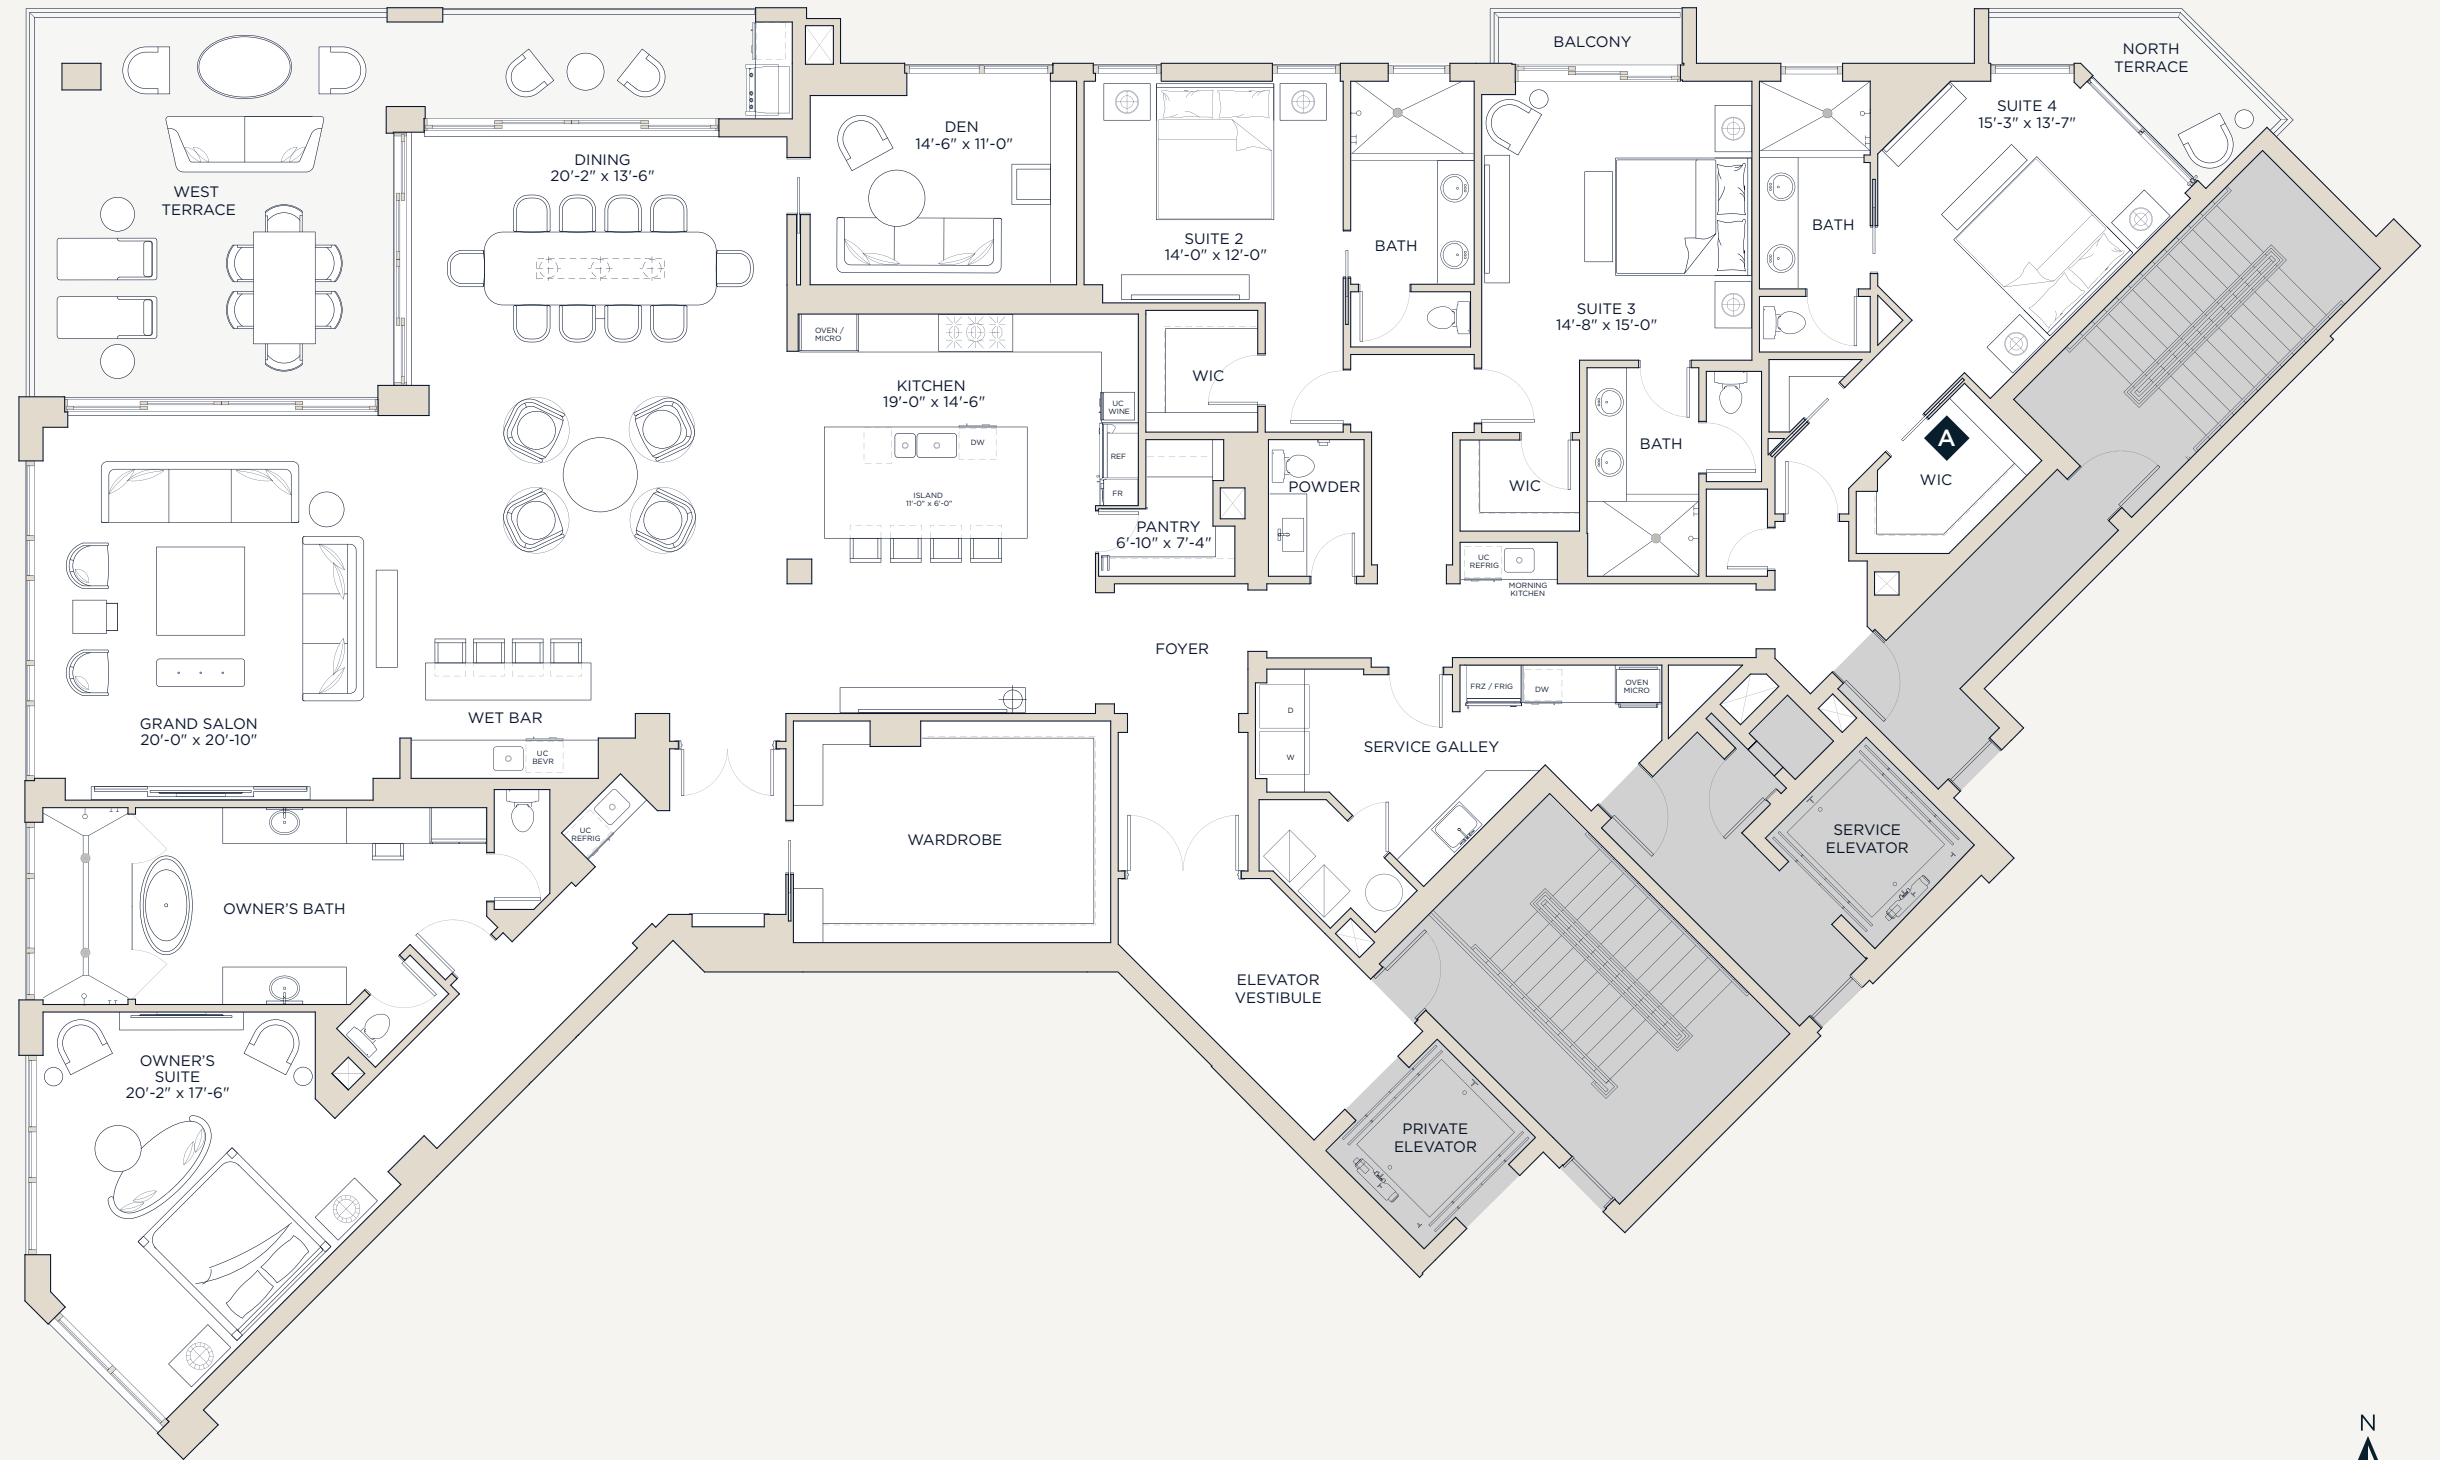 BALCONY
NORTH
TERRACE
SUITE 4
15'-3" x 13'-7"
DEN
14'-6" x 11'-0"
DINING
20'-2" x 13'-6"
WEST
TERRACE
SUITE 2
14'-0" x 12'-0"
BATH
BATH
SUITE 3
14'-8" x 15'-0"
OVEN /
MICRO
KITCHEN
19'-0" x 14'-6"
WIC
UC
WINE
DW
REF
FR
ISLAND
11'-0" x 6'-0"
BATH
A
WIC
WIC
POWDER
PANTRY
6'-10" x 7'-4"
UC
REFRIG
MORNING
KITCHEN
FOYER
FRZ / FRIG
DW
OVEN
MICRO
D
W
SERVICE GALLEY
GRAND SALON
20'-0" x 20'-10"
WET BAR
UC
BEVR
UC
REFRIG
WARDROBE
SERVICE
ELEVATOR
OWNER'S BATH
ELEVATOR
VESTIBULE
OWNER'S
SUITE
20'-2" x 17'-6"
PRIVATE
ELEVATOR
N